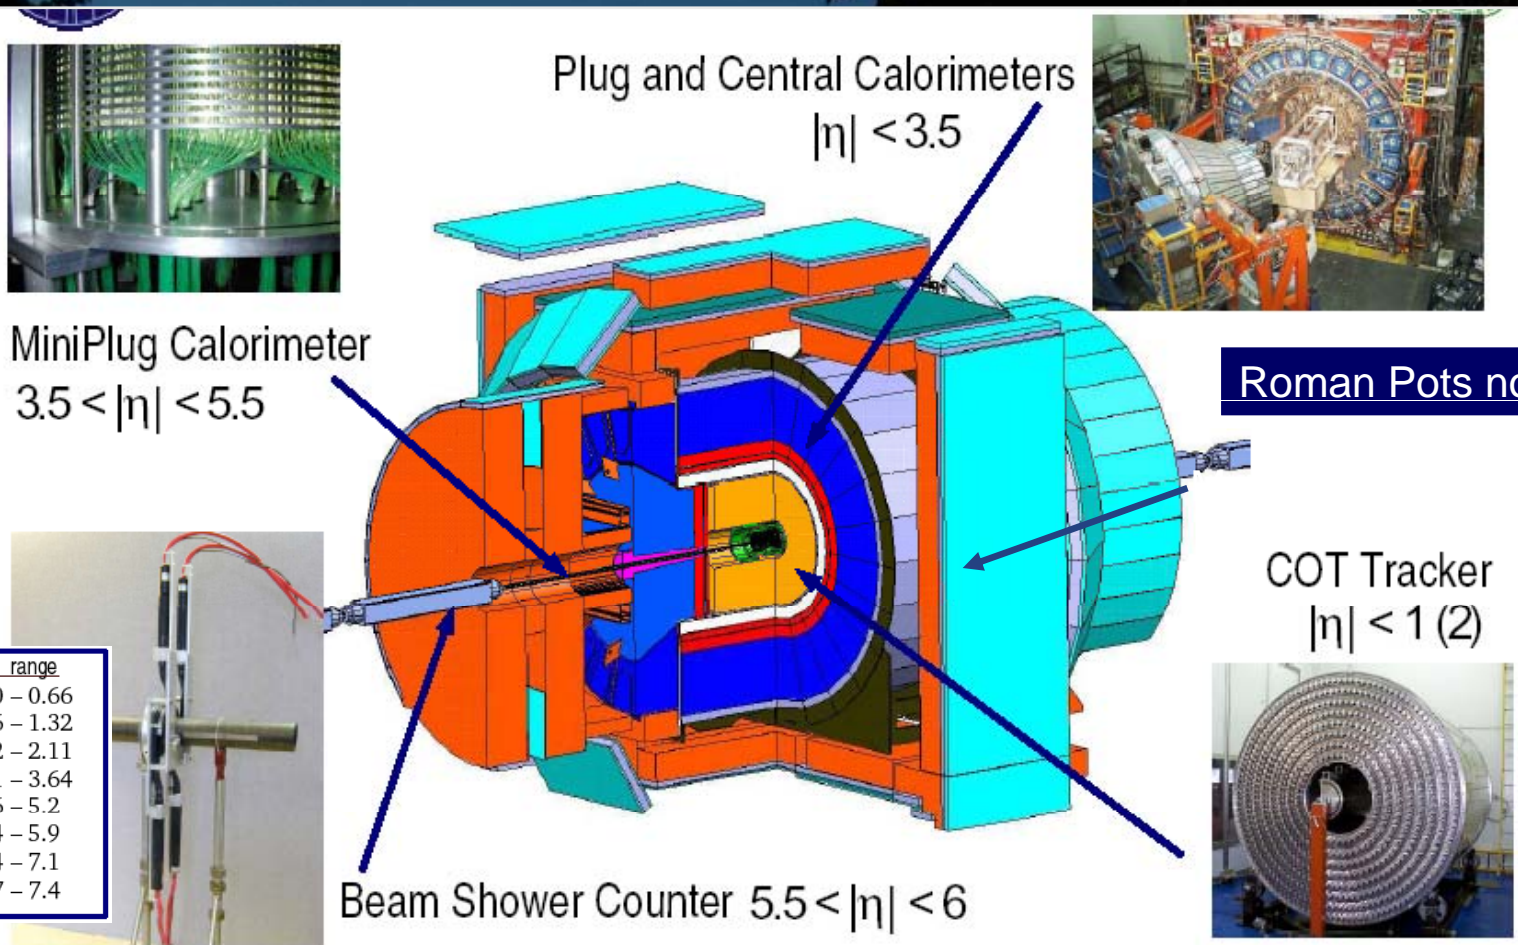 Plug and Central Calorimeters
|η| < 3.5
MiniPlug Calorimeter
3.5 < |η| < 5.5
Roman Pots
COT Tracker
|η| < 1 (2)
range
– 0.66
– 1.32
– 2.11
– 3.64
– 5.2
– 5.9
– 7.1
– 7.4
Beam Shower Counter 5.5 < |η| < 6